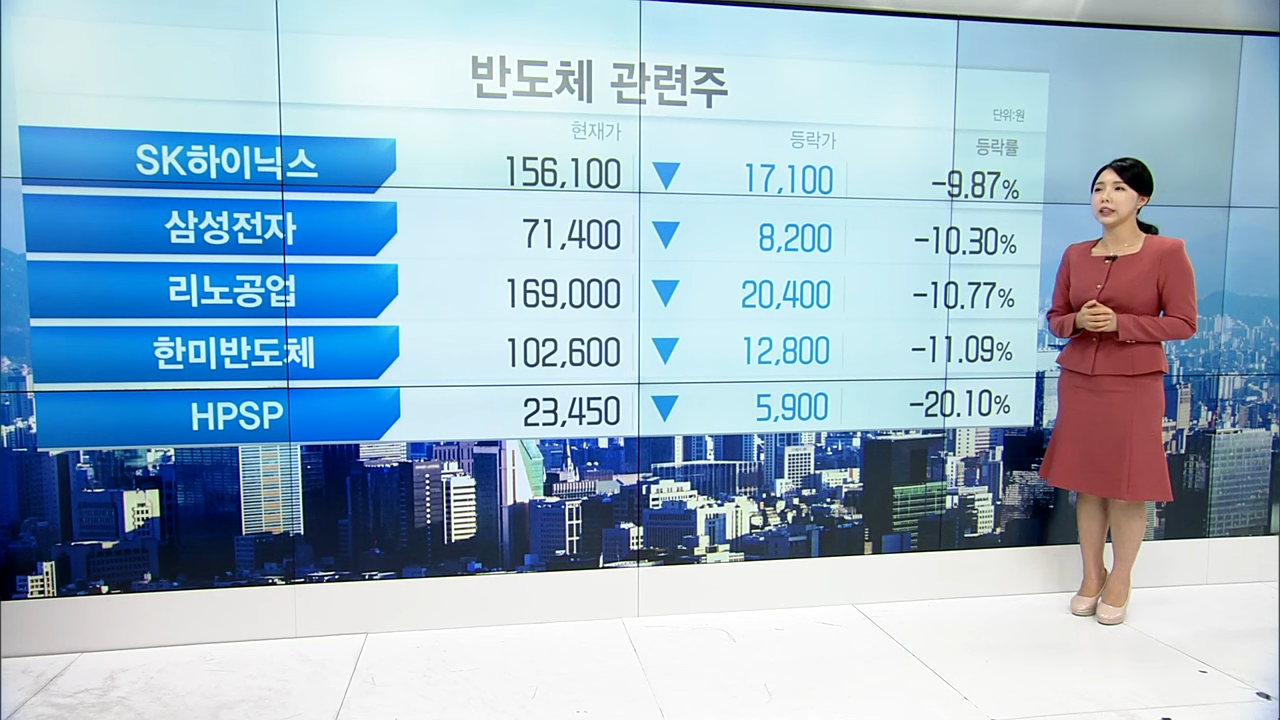 반도체 관련주
단위:원
현재가 등락가 등락률
SK하이닉스 156,100 ▼ 17,100 -9.87%
삼성전자 71,400 ▼ 8,200 -10.30%
리노공업 169,000 ▼ 20,400 -10.77%
한미반도체 102,600 ▼ 12,800 -11.09%
HPSP 23,450 ▼ 5,900 -20.10%